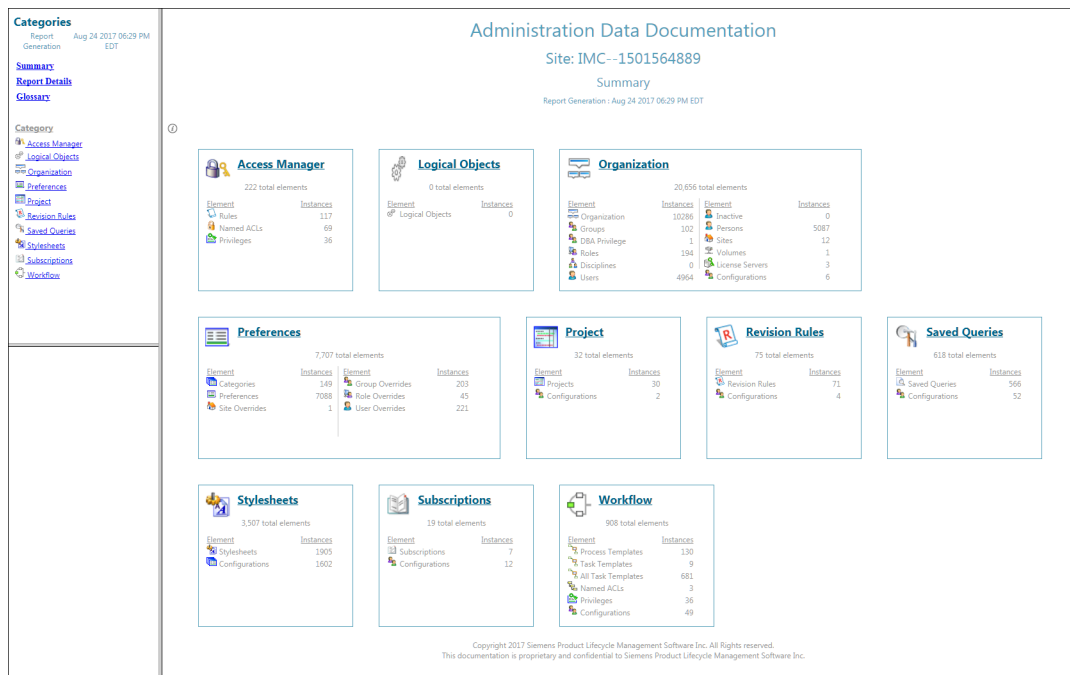 Categories
Report Generation Aug 24 2017 06:29 PM EDT
Summary
Report Details
Glossary
Category
Access Manager
Logical Objects
Organization
Preferences
Project
Revision Rules
Saved Queries
Stylesheets
Subscriptions
Workflow
Administration Data Documentation
Site: IMC--1501564889
Summary
Report Generation : Aug 24 2017 06:29 PM EDT
Access Manager
222 total elements
Element Instances
Rules 117
Named ACLs 69
Privileges 36
Logical Objects
0 total elements
Element Instances
Logical Objects 0
Organization
20,656 total elements
Element Instances Element Instances
Organization 10286 Inactive 0
Groups 102 Persons 5087
DBA Privilege 1 Sites 12
Roles 194 Volumes 1
Disciplines 0 License Servers 3
Users 4964 Configurations 6
Preferences
7,707 total elements
Element Instances Element Instances
Categories 149 Group Overrides 203
Preferences 7088 Role Overrides 45
Site Overrides 1 User Overrides 221
Project
32 total elements
Element Instances
Projects 30
Configurations 2
Revision Rules
75 total elements
Element Instances
Revision Rules 71
Configurations 4
Saved Queries
618 total elements
Element Instances
Saved Queries 566
Configurations 52
Stylesheets
3,507 total elements
Element Instances
Stylesheets 1905
Configurations 1602
Subscriptions
19 total elements
Element Instances
Subscriptions 7
Configurations 12
Workflow
908 total elements
Element Instances
Process Templates 130
Task Templates 9
All Task Templates 681
Named ACLs 3
Privileges 36
Configurations 49
Copyright 2017 Siemens Product Lifecycle Management Software Inc. All Rights reserved.
This documentation is proprietary and confidential to Siemens Product Lifecycle Management Software Inc.